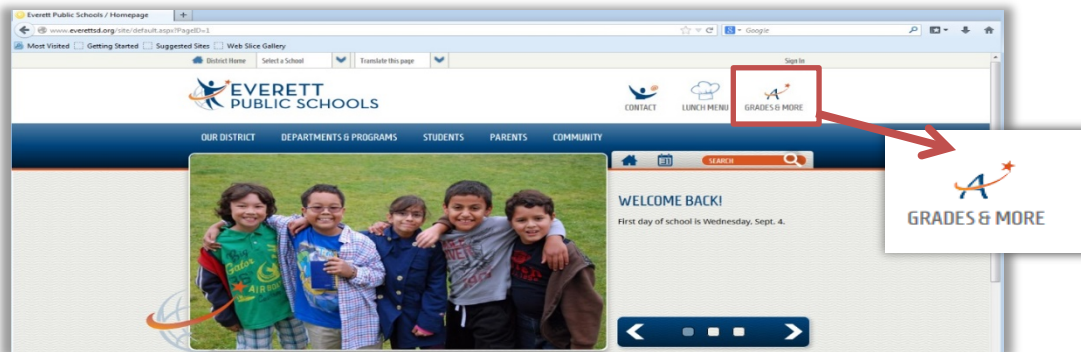 Everett Public Schools / Homepage
www.everettsd.org/site/default.aspx?PageID=1
Google
Most Visited Getting Started Suggested Sites Web Slice Gallery
District Home Select a School Translate this page Sign In
EVERETT
PUBLIC SCHOOLS
CONTACT LUNCH MENU GRADES & MORE
OUR DISTRICT DEPARTMENTS & PROGRAMS STUDENTS PARENTS COMMUNITY
31 SEARCH
WELCOME BACK!
First day of school is Wednesday, Sept. 4.
A
GRADES & MORE
Gator
AIRBO